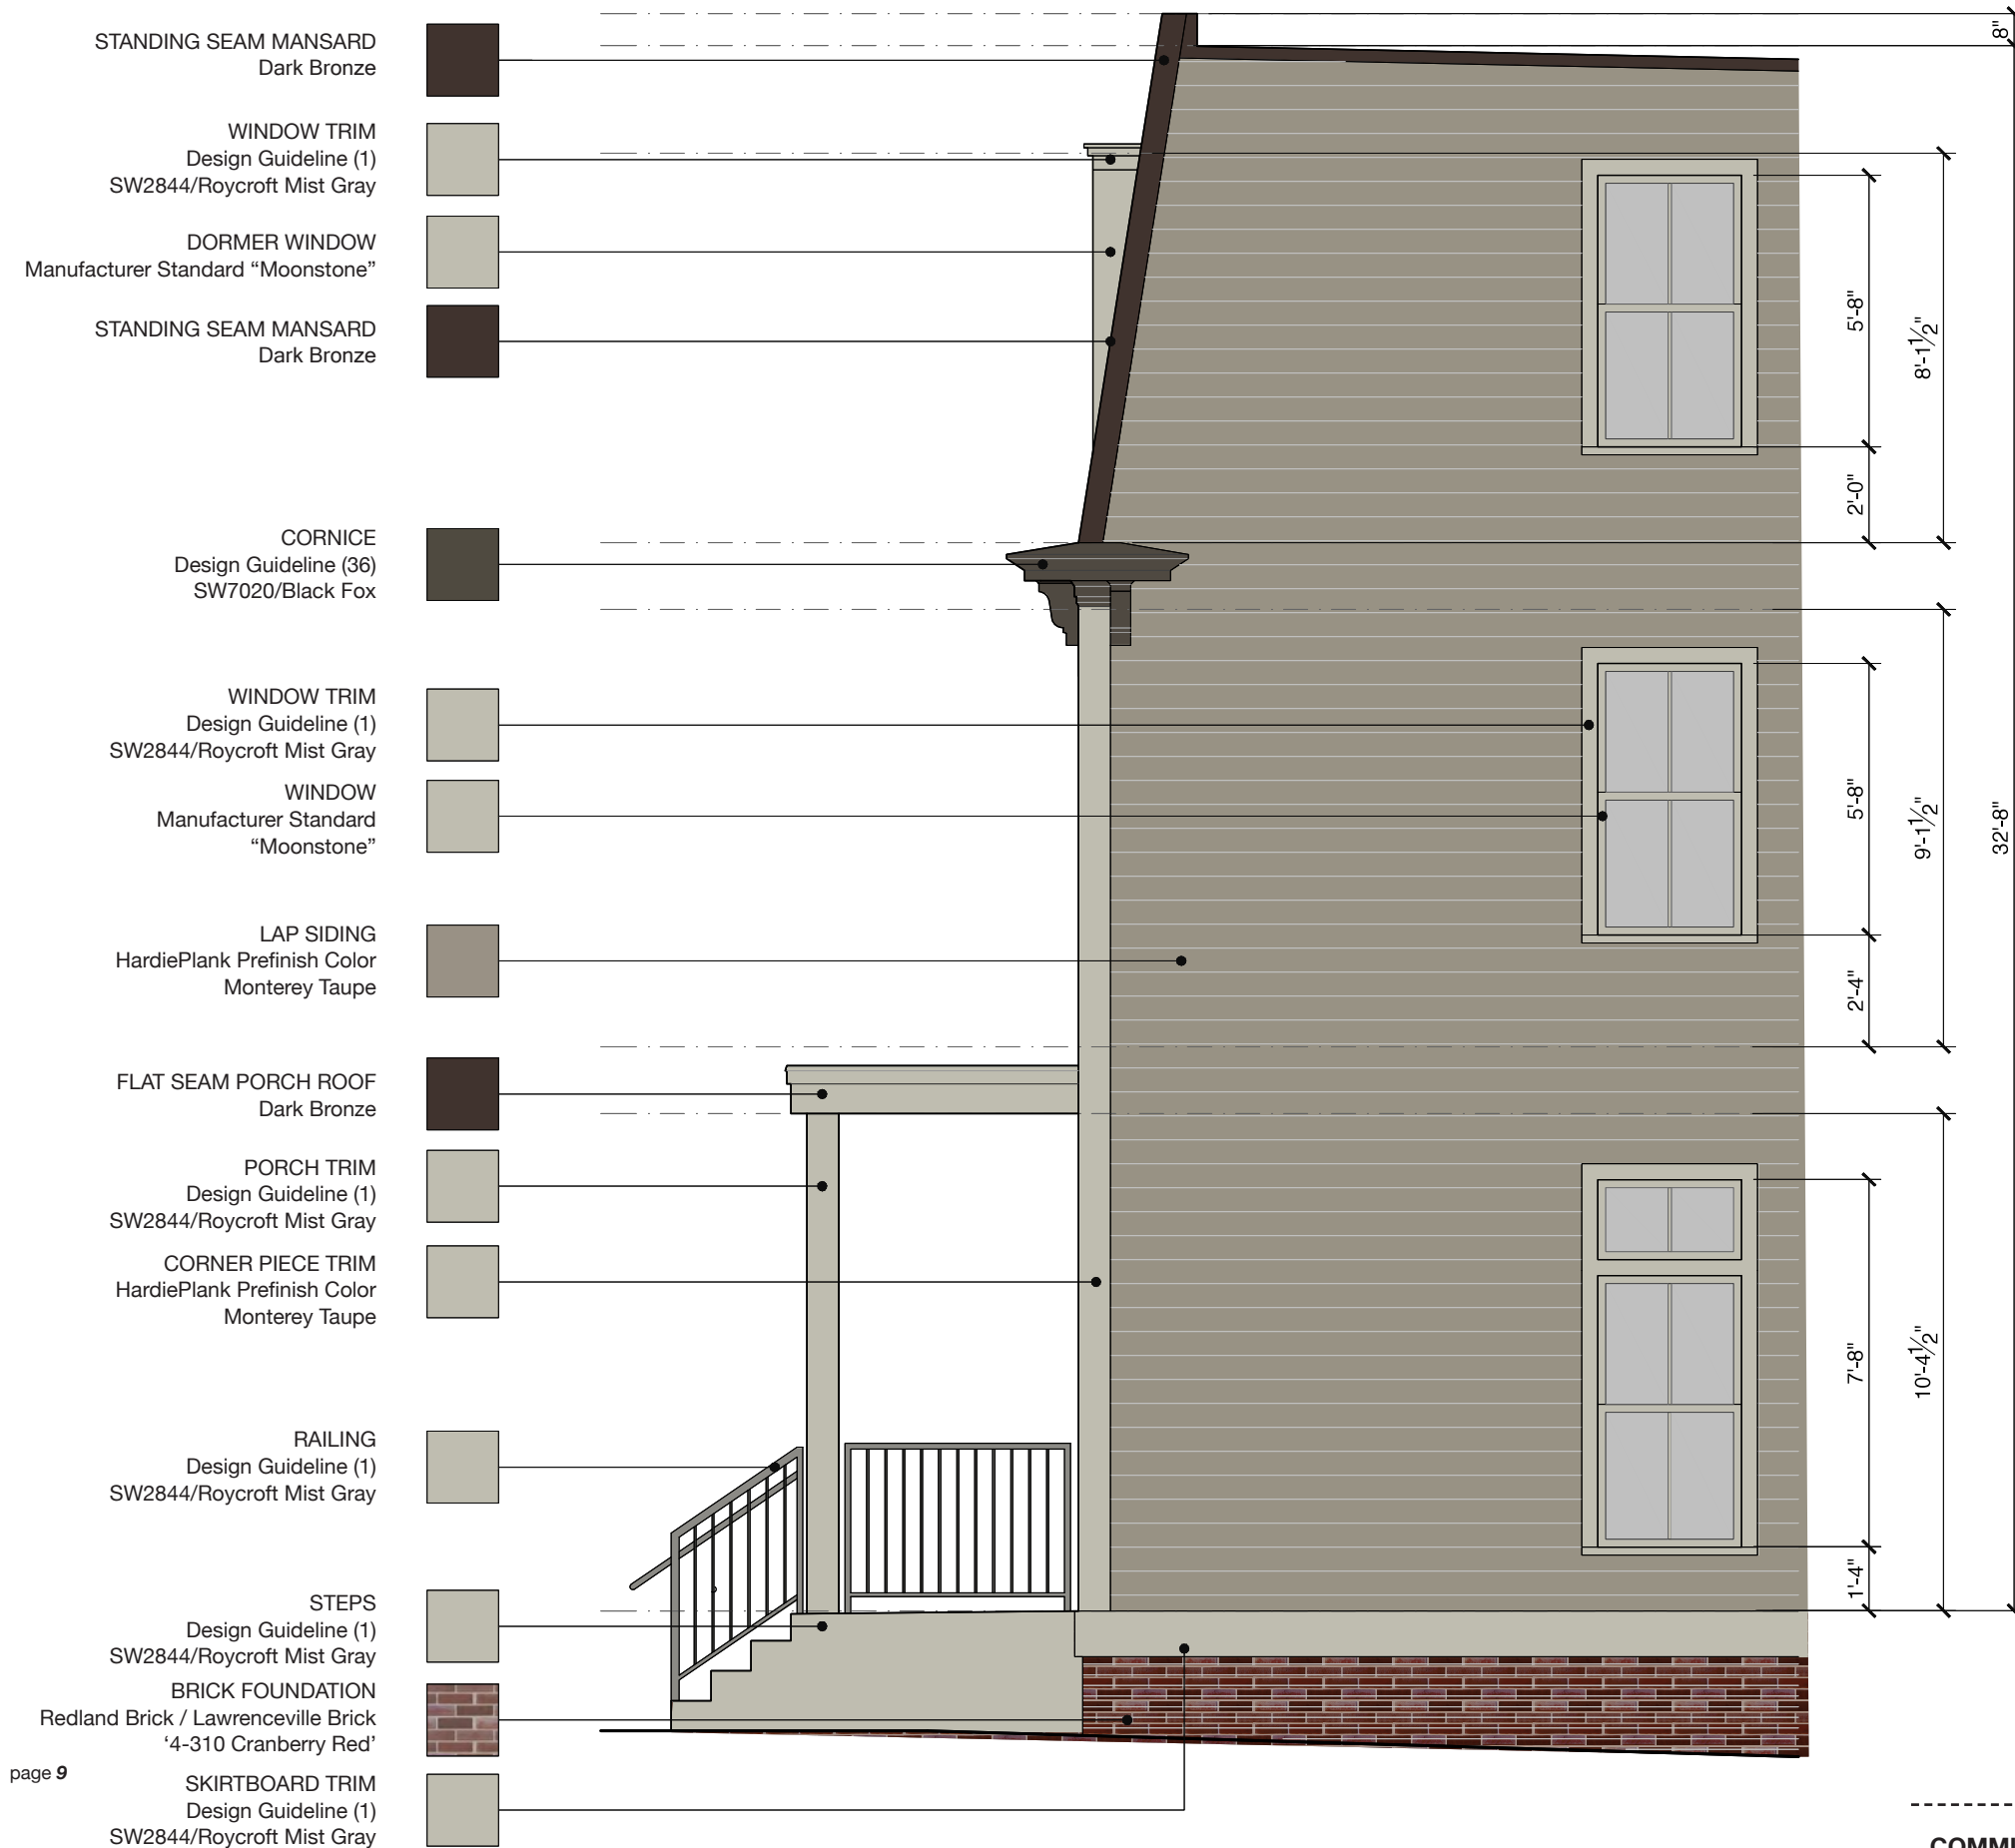 STANDING SEAM MANSARD
Dark Bronze
WINDOW TRIM
Design Guideline (1)
SW2844/Roycroft Mist Gray
DORMER WINDOW
Manufacturer Standard “Moonstone”
STANDING SEAM MANSARD
Dark Bronze
CORNICE
Design Guideline (36)
SW7020/Black Fox
WINDOW TRIM
Design Guideline (1)
SW2844/Roycroft Mist Gray
WINDOW
Manufacturer Standard
“Moonstone”
LAP SIDING
HardiePlank Prefinish Color
Monterey Taupe
FLAT SEAM PORCH ROOF
Dark Bronze
PORCH TRIM
Design Guideline (1)
SW2844/Roycroft Mist Gray
CORNER PIECE TRIM
HardiePlank Prefinish Color
Monterey Taupe
RAILING
Design Guideline (1)
SW2844/Roycroft Mist Gray
STEPS
Design Guideline (1)
SW2844/Roycroft Mist Gray
BRICK FOUNDATION
Redland Brick / Lawrenceville Brick
‘4-310 Cranberry Red’
page 9
SKIRTBOARD TRIM
Design Guideline (1)
SW2844/Roycroft Mist Gray
8"
5'-8"
8'-1½"
2'-0"
5'-8"
9'-1½"
32'-8"
2'-4"
7'-8"
10'-4½"
1'-4"